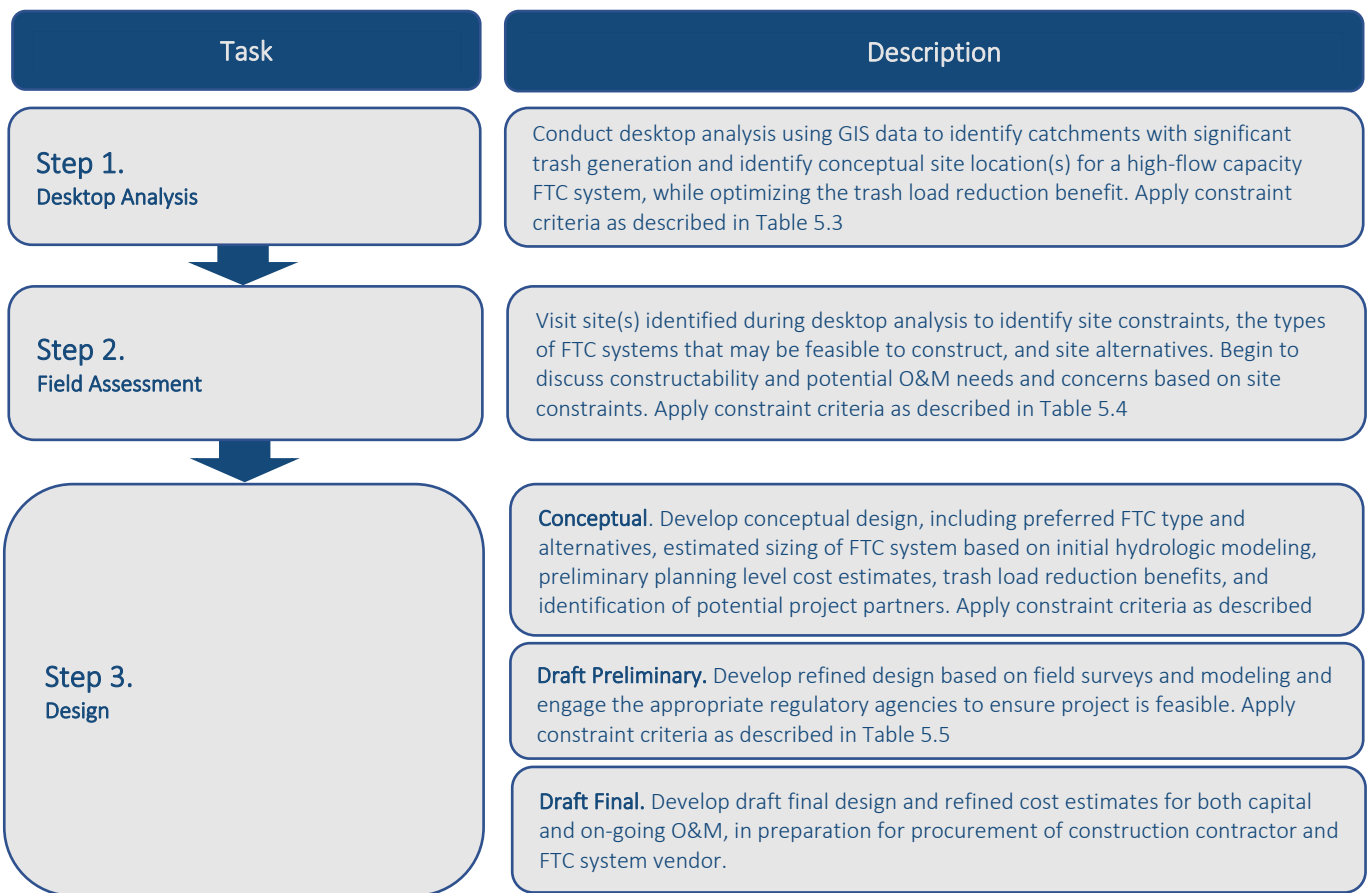 Task
Description
Step 1.
Desktop Analysis
Conduct desktop analysis using GIS data to identify catchments with significant
trash generation and identify conceptual site location(s) for a high-flow capacity
FTC system, while optimizing the trash load reduction benefit. Apply constraint
criteria as described in Table 5.3
Step 2.
Field Assessment
Visit site(s) identified during desktop analysis to identify site constraints, the types
of FTC systems that may be feasible to construct, and site alternatives. Begin to
discuss constructability and potential O&M needs and concerns based on site
constraints. Apply constraint criteria as described in Table 5.4
Step 3.
Design
Conceptual. Develop conceptual design, including preferred FTC type and
alternatives, estimated sizing of FTC system based on initial hydrologic modeling,
preliminary planning level cost estimates, trash load reduction benefits, and
identification of potential project partners. Apply constraint criteria as described
Draft Preliminary. Develop refined design based on field surveys and modeling and
engage the appropriate regulatory agencies to ensure project is feasible. Apply
constraint criteria as described in Table 5.5
Draft Final. Develop draft final design and refined cost estimates for both capital
and on-going O&M, in preparation for procurement of construction contractor and
FTC system vendor.